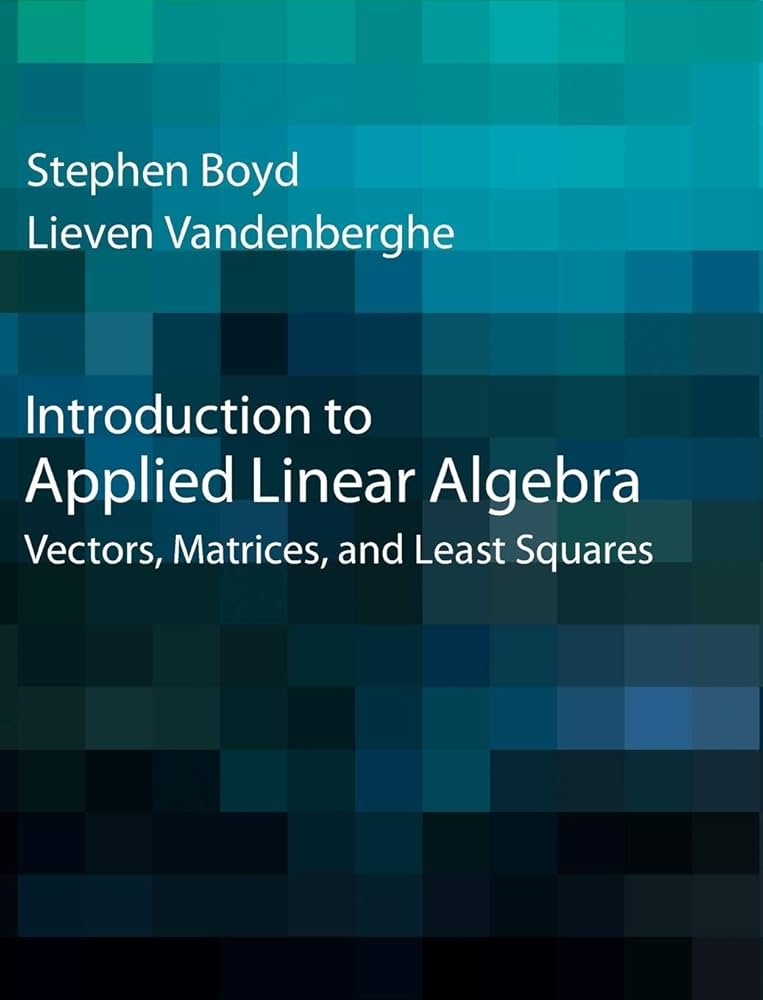 Stephen Boyd
Lieven Vandenberghe
Introduction to
Applied Linear Algebra
Vectors, Matrices, and Least Squares